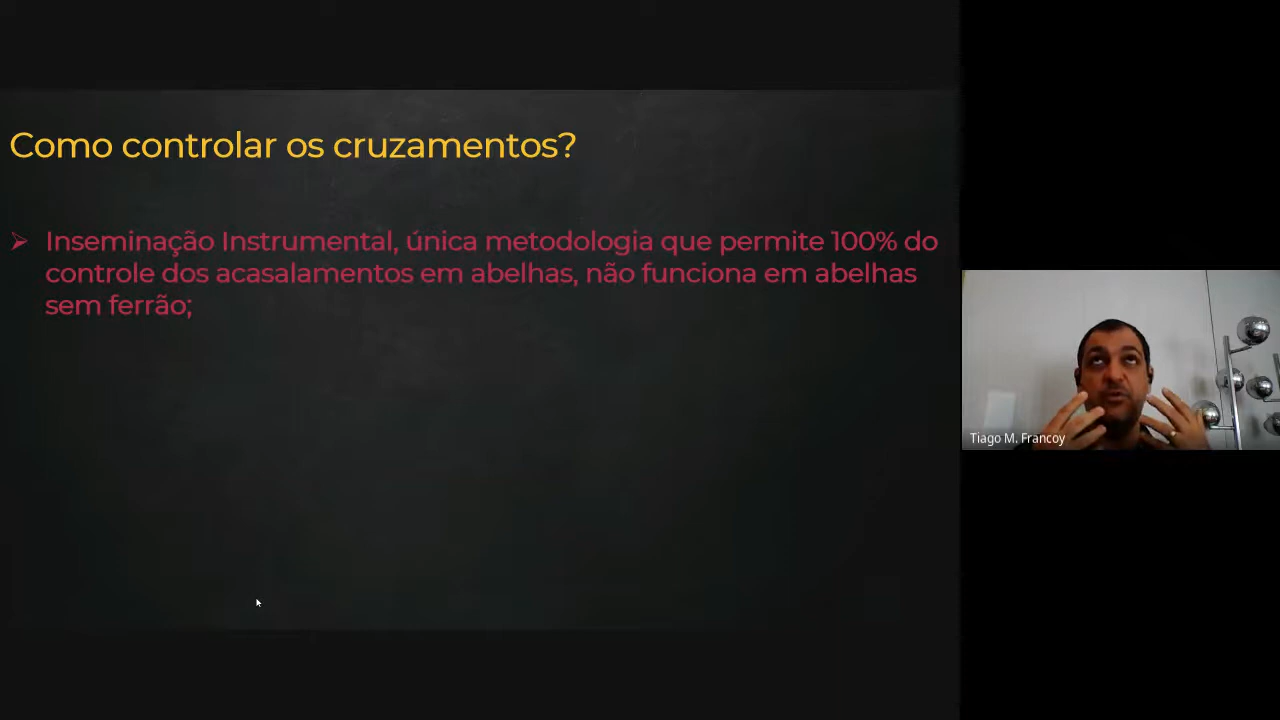 Como controlar os cruzamentos?
Inseminação Instrumental, única metodologia que permite 100% do
controle dos acasalamentos em abelhas, não funciona em abelhas
sem ferrão;
Tiago M. Francoy